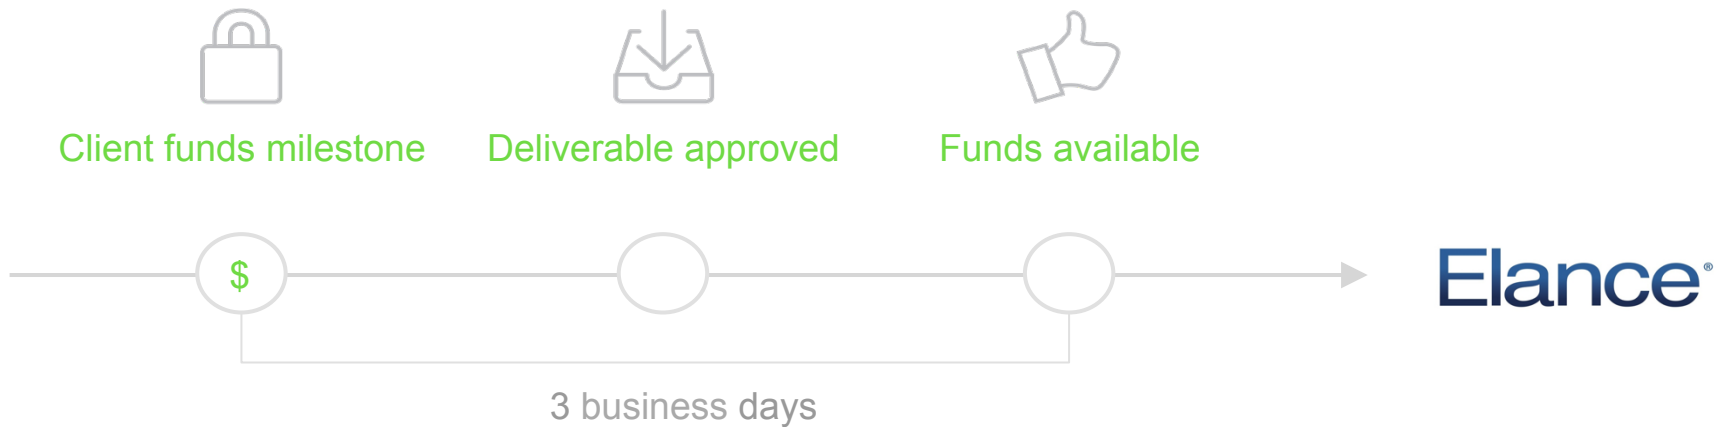 Client funds milestone
Deliverable approved
Funds available
$
Elance®
3 business days